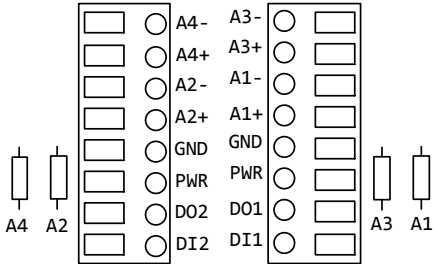 A4- A3-
A4+ A3+
A2- A1-
A2+ A1+
GND GND
PWR PWR
A4 A2 DO2 DO1 A3 A1
DI2 DI1